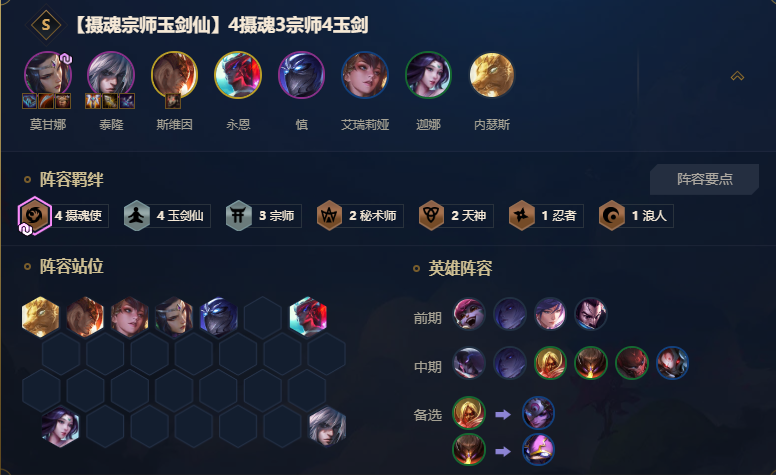 S 【摄魂宗师玉剑仙】4摄魂3宗师4玉剑
莫甘娜 泰隆 斯维因 永恩 慎 艾瑞莉娅 迦娜 内瑟斯
阵容羁绊 阵容要点
4 摄魂使 4 玉剑仙 3 宗师 2 秘术师 2 天神 1 忍者 1 浪人
阵容站位 英雄阵容
前期
中期
备选